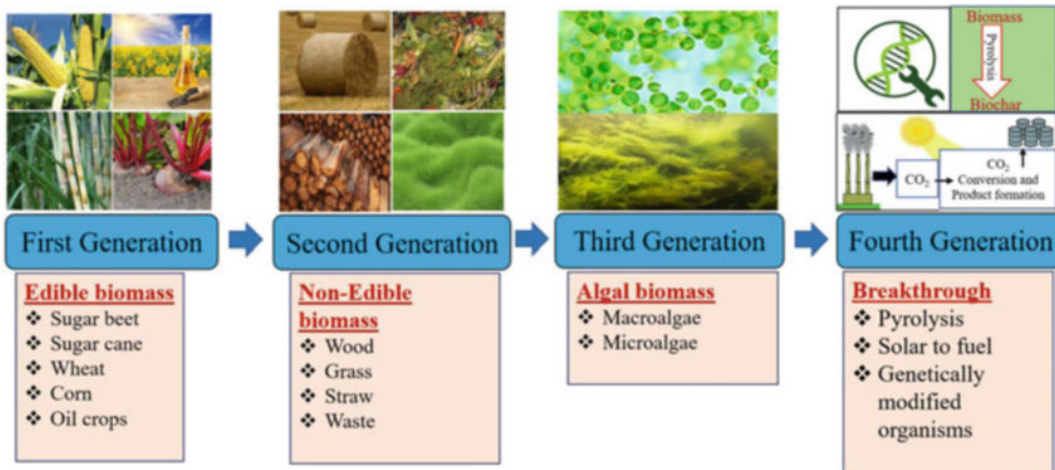 Biomass
Pyrolysis
Biochar
CO2
CO2
Conversion and
Product formation
First Generation
Second Generation
Third Generation
Fourth Generation
Edible biomass
❖ Sugar beet
❖ Sugar cane
❖ Wheat
❖ Corn
❖ Oil crops
Non-Edible
biomass
❖ Wood
❖ Grass
❖ Straw
❖ Waste
Algal biomass
❖ Macroalgae
❖ Microalgae
Breakthrough
❖ Pyrolysis
❖ Solar to fuel
❖ Genetically
modified
organisms